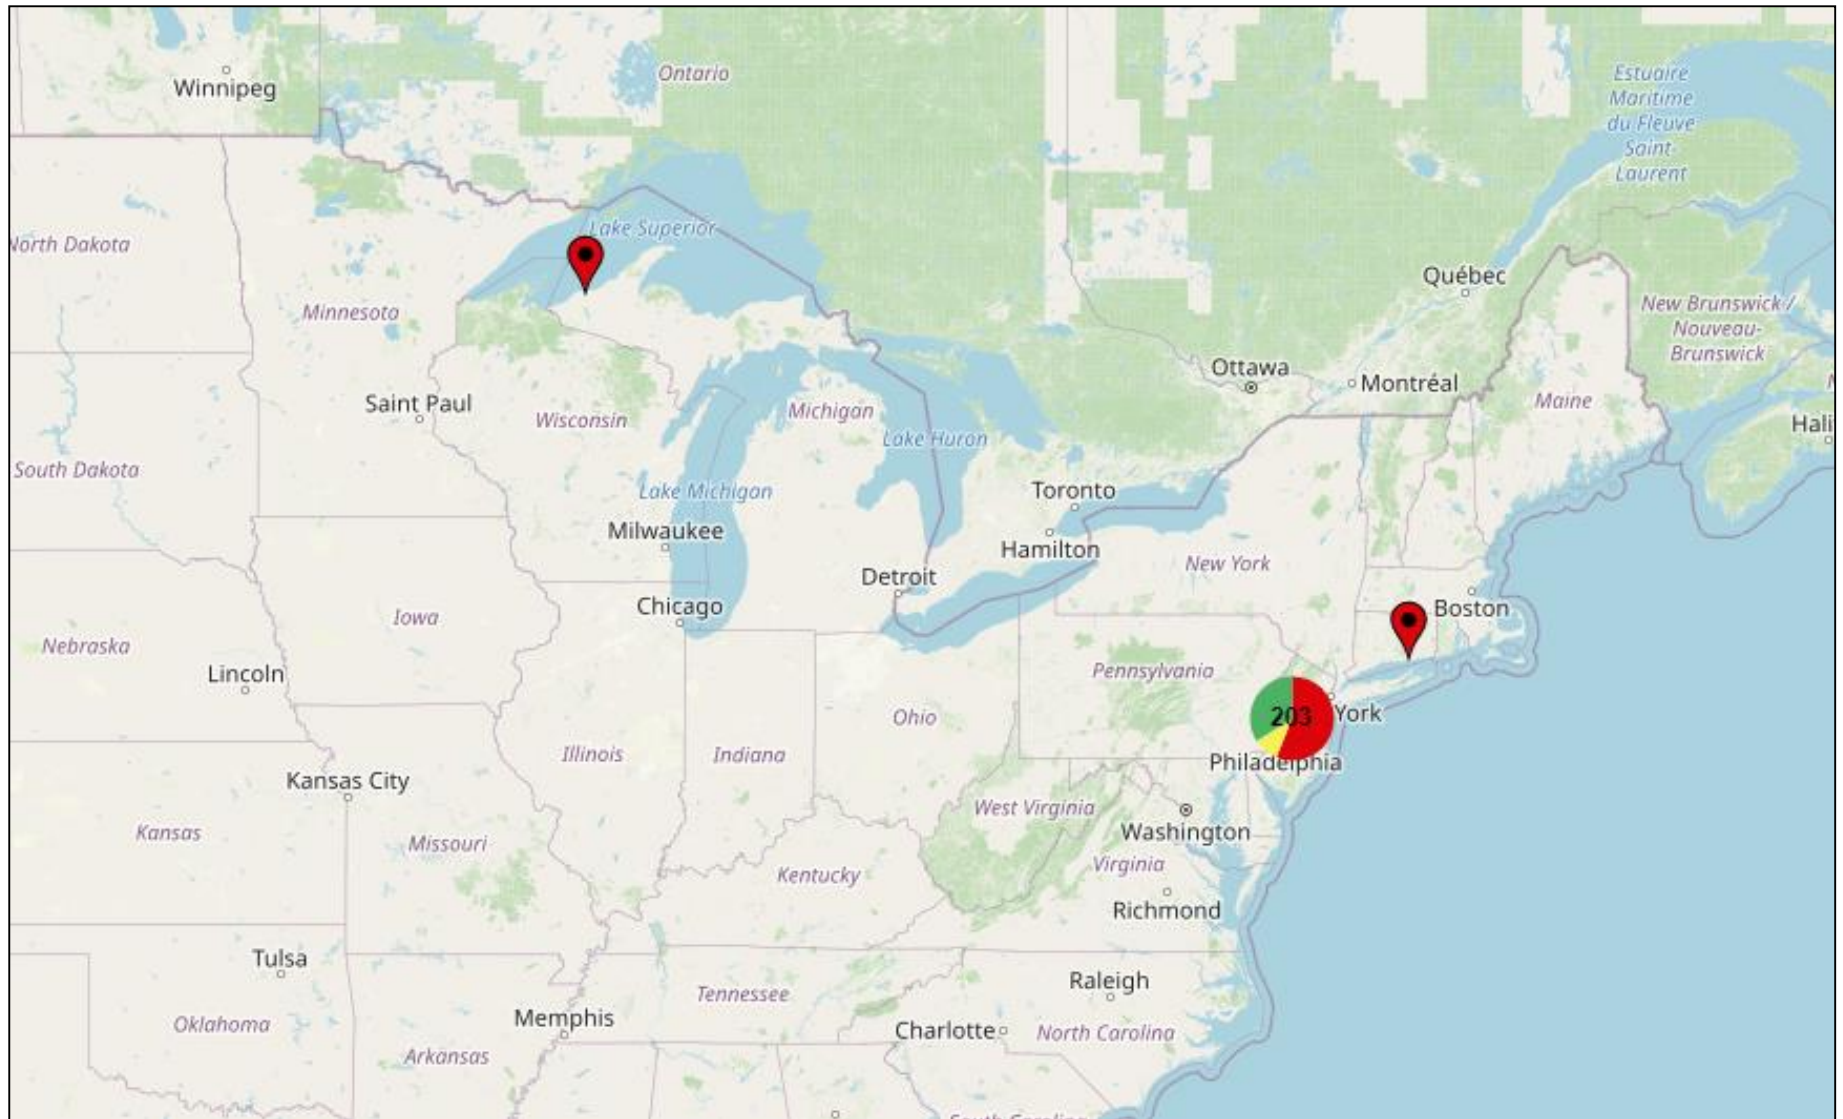 Winnipeg
Ontario
Estuaire
Maritime
du Fleuve
Saint-
Laurent
North Dakota
Lake Superior
Québec
Minnesota
New Brunswick /
Nouveau-
Brunswick
Ottawa
Montréal
Saint Paul
Wisconsin
Michigan
Maine
Lake Huron
Hali
South Dakota
Lake Michigan
Toronto
Milwaukee
Hamilton
New York
Detroit
Chicago
Boston
Iowa
Nebraska
Lincoln
Pennsylvania
Ohio
203
York
Illinois
Indiana
Philadelphia
Kansas City
West Virginia
Kansas
Washington
Missouri
Virginia
Kentucky
Richmond
Tulsa
Raleigh
Tennessee
Oklahoma
Memphis
Charlotte
North Carolina
Arkansas
South Carolina